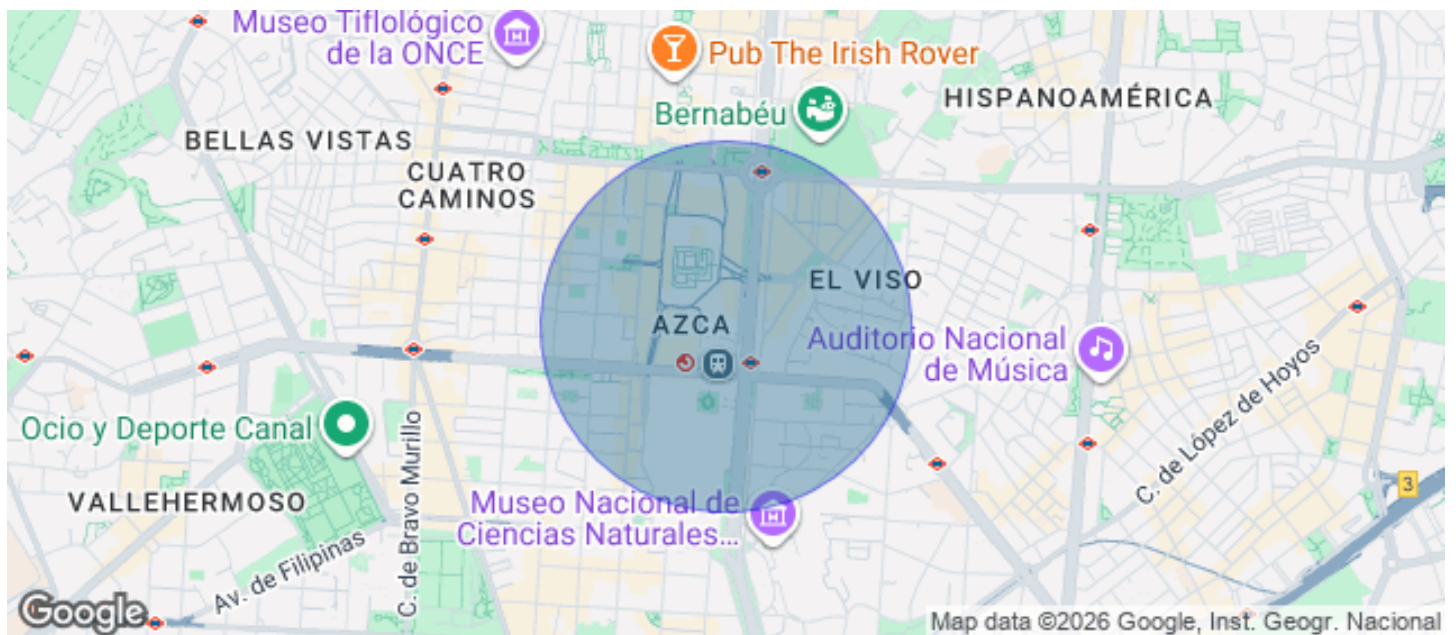 Museo Tiflológico
de la ONCE
Pub The Irish Rover
Bernabéu
HISPANOAMÉRICA
BELLAS VISTAS
CUATRO
CAMINOS
EL VISO
AZCA
Auditorio Nacional
de Música
Ocio y Deporte Canal
C. de Bravo Murillo
C. de López de Hoyos
VALLEHERMOSO
Museo Nacional de
Ciencias Naturales...
3
Av. de Filipinas
Google
Map data ©2026 Google, Inst. Geogr. Nacional